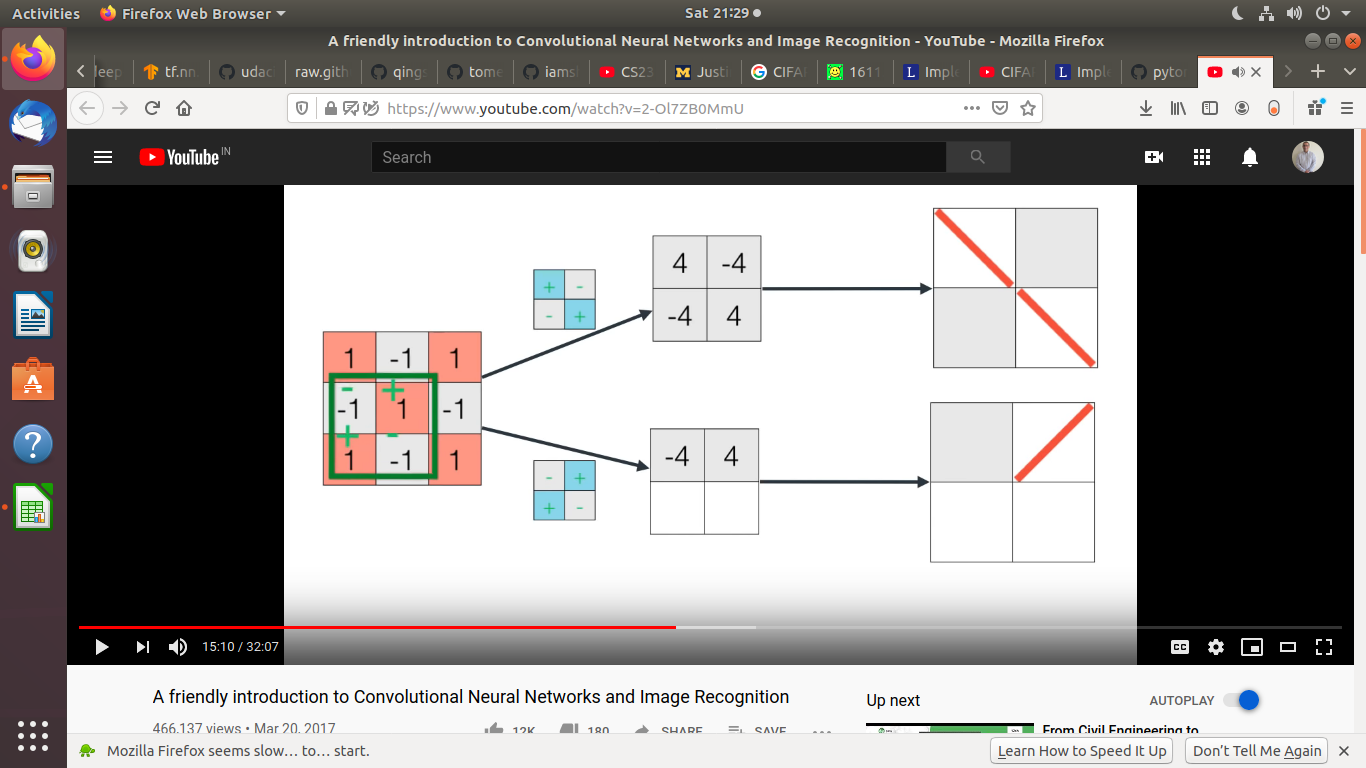 Activities Firefox Web Browser Sat 21:29
A friendly introduction to Convolutional Neural Networks and Image Recognition - YouTube - Mozilla Firefox
leep tf.nn. udac raw.gith qings tome iamsl CS23 Justi CIFA 1611 Imple CIFA Imple pyto
https://www.youtube.com/watch?v=2-Ol7ZB0MmU
YouTube IN Search
4 -4
+ -
- +
-4 4
1 -1 1
- +
-1 1 -1
+ -
1 -1 1
-4 4
- +
+ -
15:10 / 32:07 CC
A friendly introduction to Convolutional Neural Networks and Image Recognition
Up next AUTOPLAY
466,137 views • Mar 20, 2017 12K 180 SHARE SAVE
From Civil Engineering to
Mozilla Firefox seems slow… to… start. Learn How to Speed It Up Don't Tell Me Again